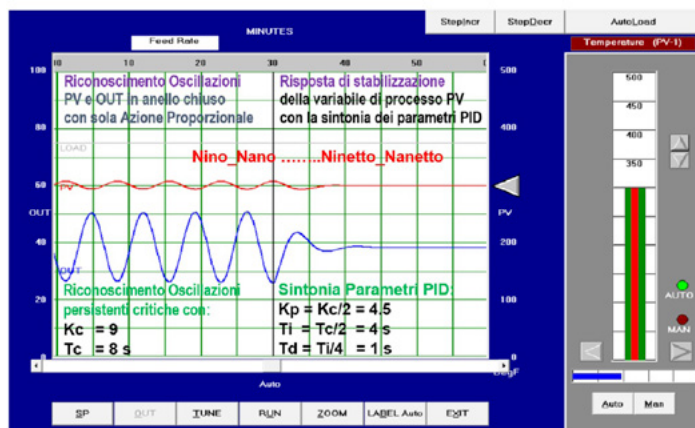 StepIncr StepDecr AutoLoad
Feed Rate MINUTES Temperature (PV-1)
10 0 10 20 30 40 50
100 500
Riconoscimento Oscillazioni
PV e OUT in anello chiuso
con sola Azione Proporzionale
Risposta di stabilizzazione
della variabile di processo PV
con la sintonia dei parametri PID
80 400
LOAD
Nino_Nano ........Ninetto_Nanetto
60
PV
OUT PV
40 200
OUT
Riconoscimento Oscillazioni
persistenti critiche con:
Kc = 9
Tc = 8 s
Sintonia Parametri PID:
Kp = Kc/2 = 4.5
Ti = Tc/2 = 4 s
Td = Ti/4 = 1 s
20 100
0 0
DegF
Auto
SP OUT TUNE RUN ZOOM LABEL Auto EXIT
500
450
400
350
AUTO
MAN
Auto Man